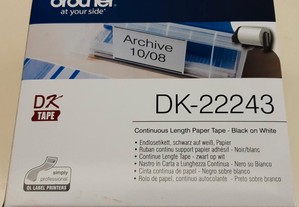 brother
at your side
Archive
10/08
DK
TAPE
DK-22243
Continuous Length Paper Tape - Black on White
• Endlosetikett, schwarz auf weiß, Papier
• Ruban continu support papier adhésif - Noir/blanc
• Continue Lengte Tape - zwart op wit
• Nastro in Carta a Lunghezza Continua - Nero su Bianco
• Cinta continua de papel - Negro sobre blanco
• Rolo de papel, contínuo autocolante - Preto sobre branco
simply
professional
QL LABEL PRINTERS